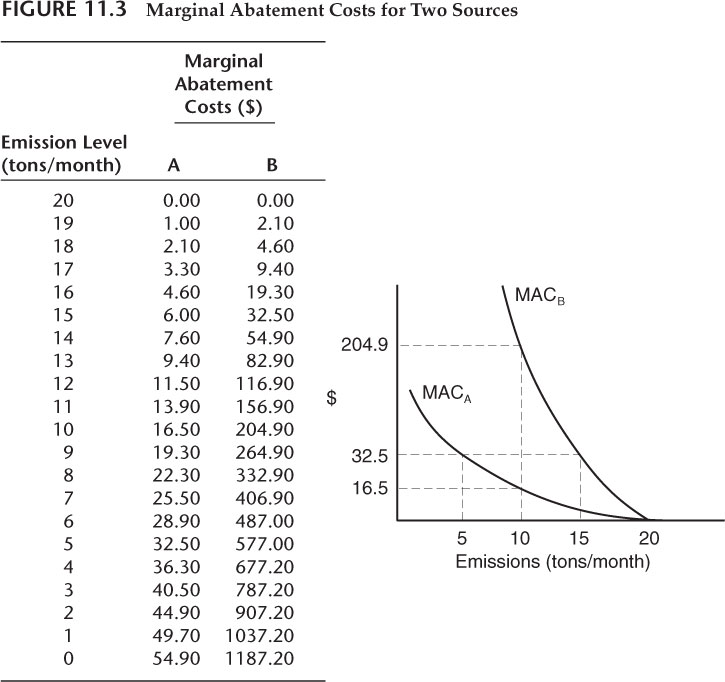 FIGURE 11.3 Marginal Abatement Costs for Two Sources
Marginal
Abatement
Costs ($)
Emission Level
(tons/month) A B
20 0.00 0.00
19 1.00 2.10
18 2.10 4.60
17 3.30 9.40
16 4.60 19.30
15 6.00 32.50
14 7.60 54.90
13 9.40 82.90
12 11.50 116.90
11 13.90 156.90
10 16.50 204.90
9 19.30 264.90
8 22.30 332.90
7 25.50 406.90
6 28.90 487.00
5 32.50 577.00
4 36.30 677.20
3 40.50 787.20
2 44.90 907.20
1 49.70 1037.20
0 54.90 1187.20
MACB
204.9
MACA
$
32.5
16.5
5 10 15 20
Emissions (tons/month)